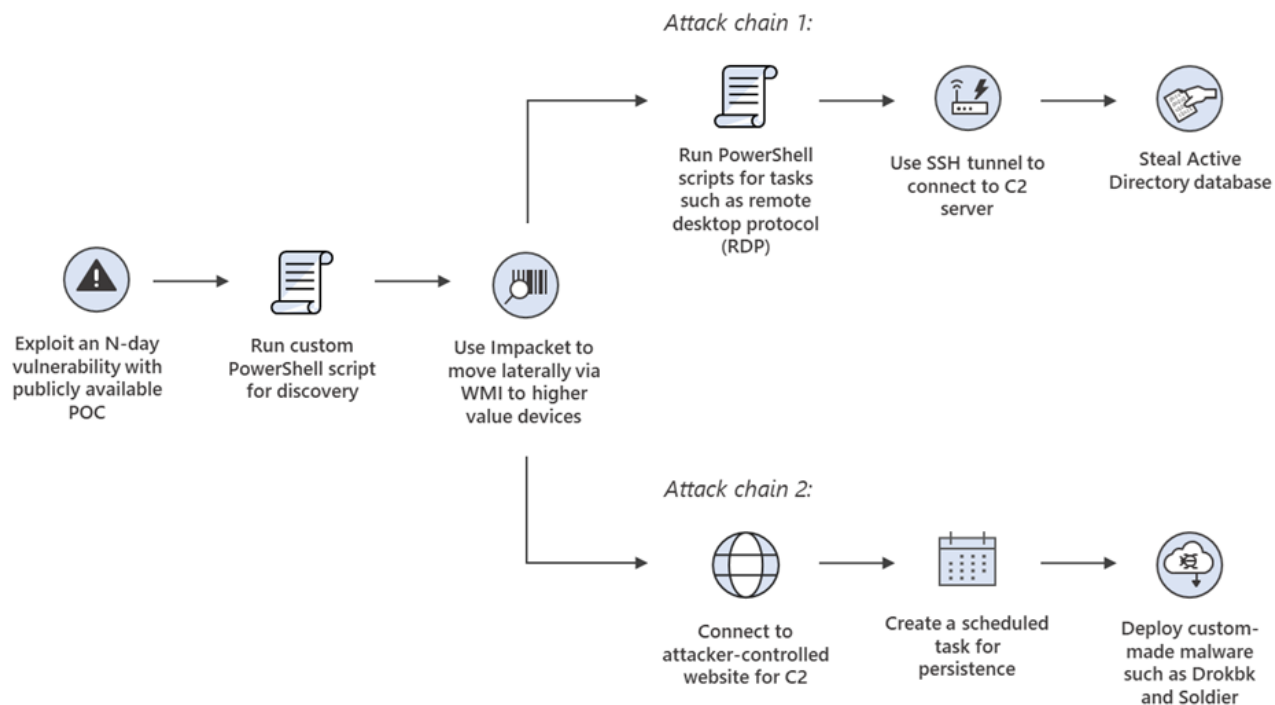 Attack chain 1:
Run PowerShell
scripts for tasks
such as remote
desktop protocol
(RDP)
Use SSH tunnel to
connect to C2
server
Steal Active
Directory database
Exploit an N-day
vulnerability with
publicly available
POC
Run custom
PowerShell script
for discovery
Use Impacket to
move laterally via
WMI to higher
value devices
Attack chain 2:
Connect to
attacker-controlled
website for C2
Create a scheduled
task for
persistence
Deploy custom-
made malware
such as Drokbk
and Soldier